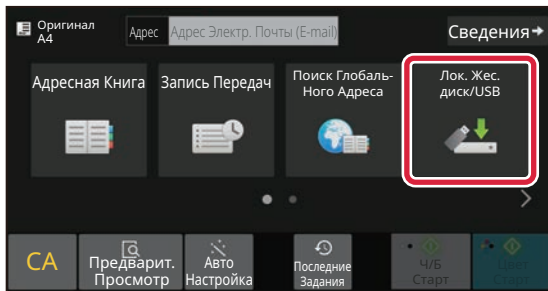 Оригинал
A4
Адрес
Адрес Электр. Почты (E-mail)
Сведения
Адресная Книга
Запись Передач
Поиск Глобаль-
Ного Адреса
Лок. Жес.
диск/USB
CA
Предварит.
Просмотр
Авто
Настройка
Последние
Задания
Ч/Б
Старт
Цвет
Старт